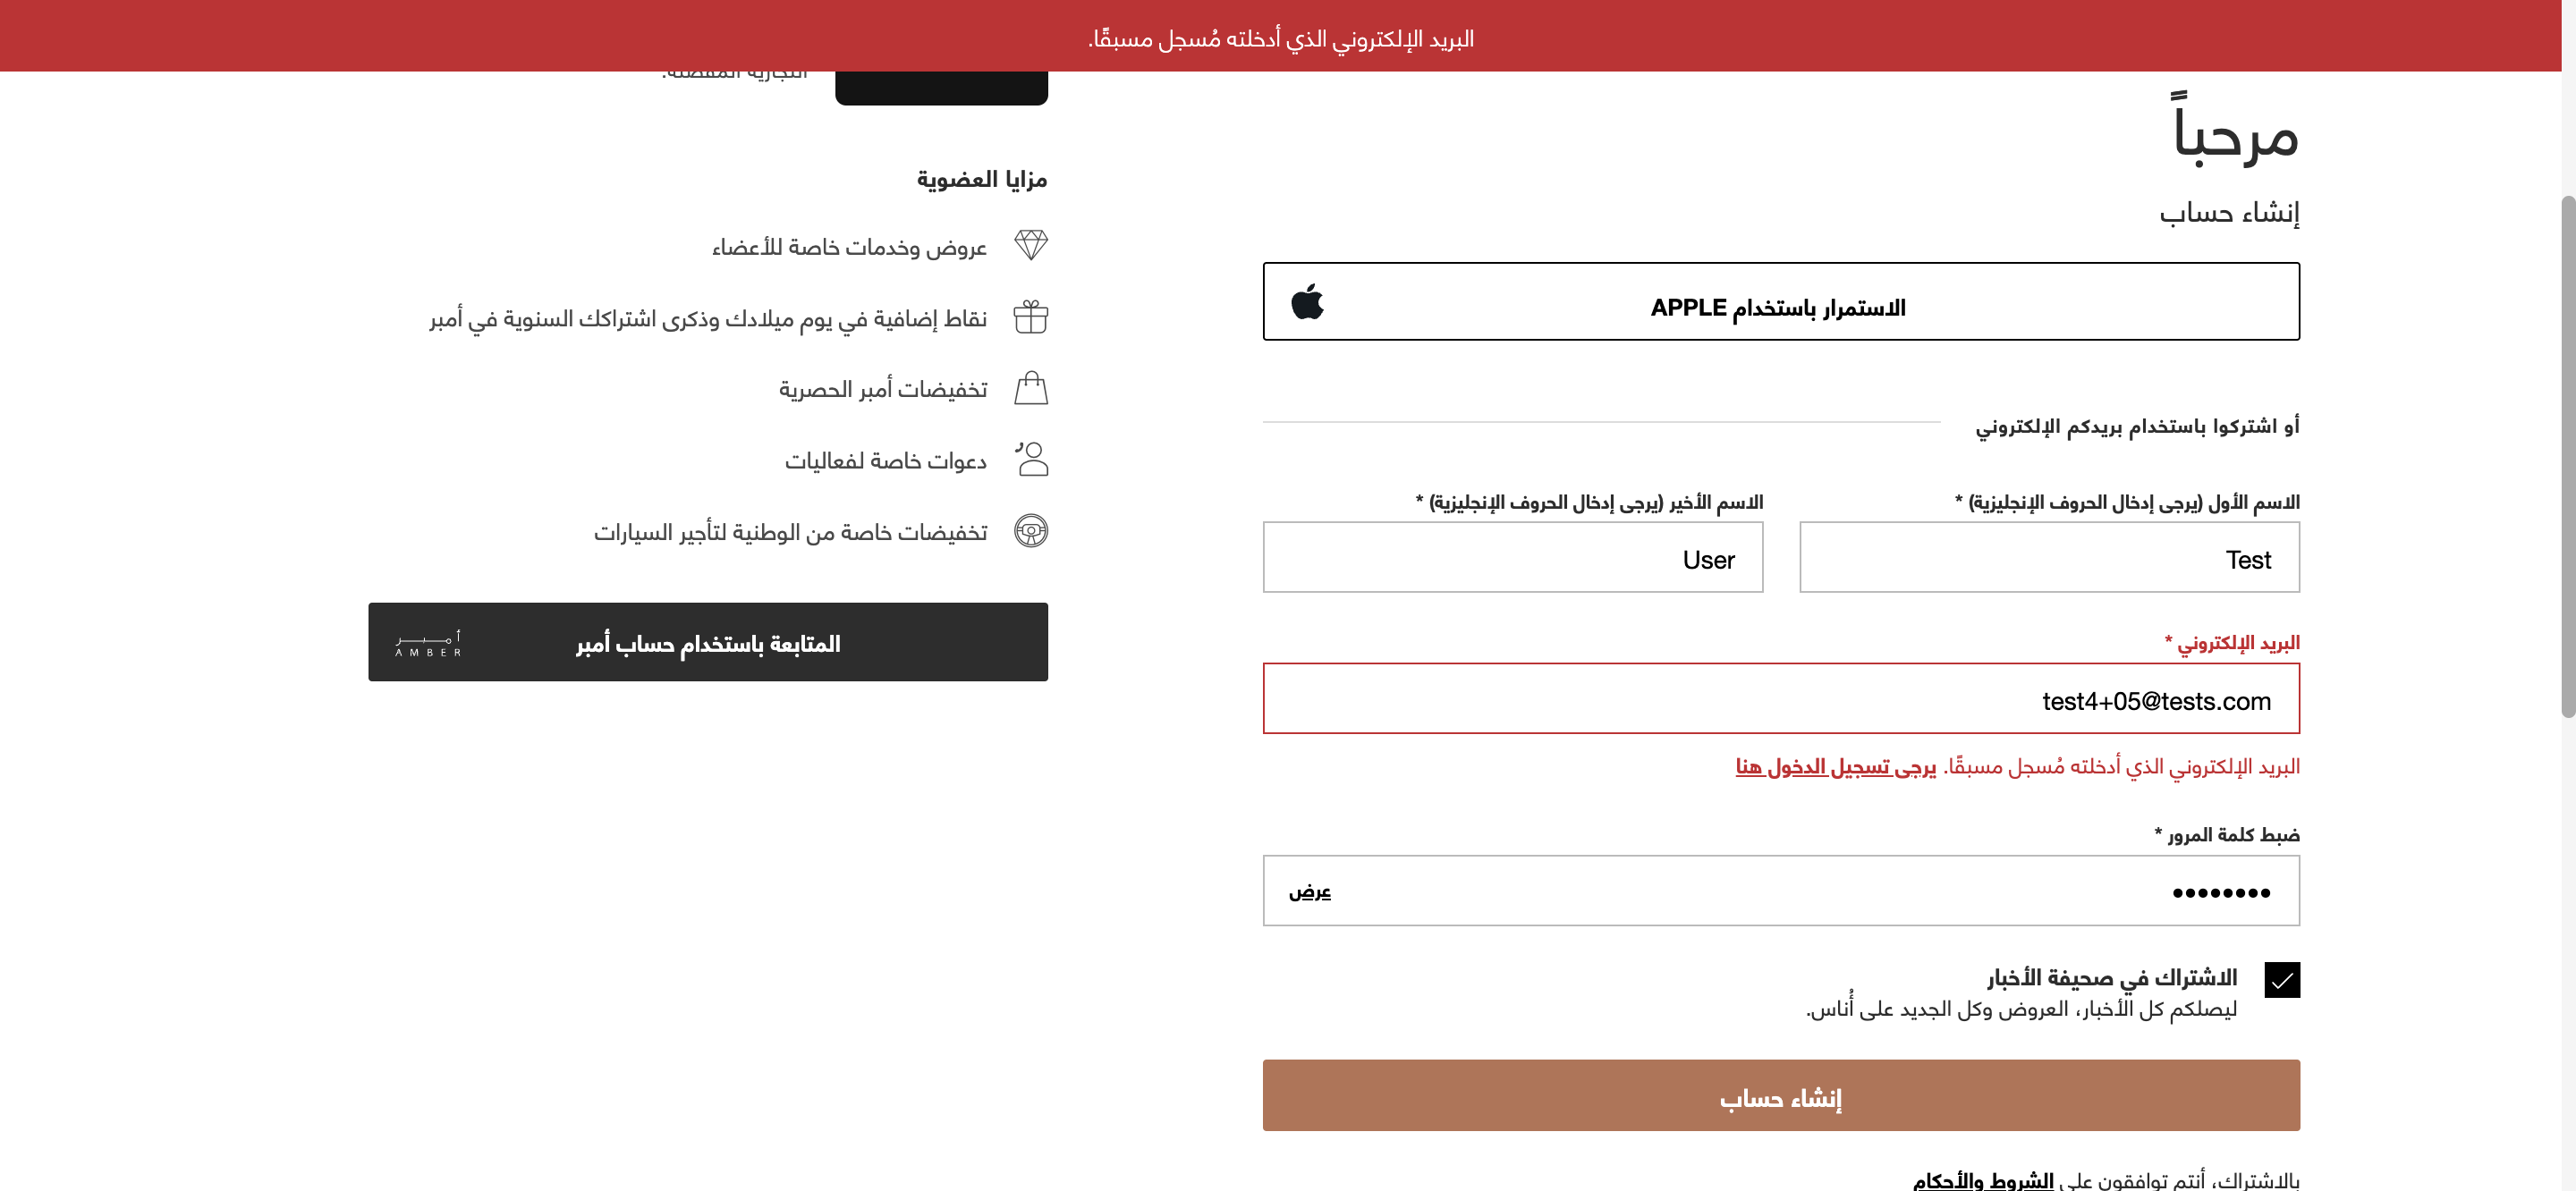 البريد الإلكتروني الذي أدخلته مُسجل مسبقًا.
مرحباً
إنشاء حساب
الاستمرار باستخدام APPLE
أو اشتركوا باستخدام بريدكم الإلكتروني
الاسم الأول (يرجى إدخال الحروف الإنجليزية) *
Test
الاسم الأخير (يرجى إدخال الحروف الإنجليزية) *
User
البريد الإلكتروني *
test4+05@tests.com
البريد الإلكتروني الذي أدخلته مُسجل مسبقًا. يرجى تسجيل الدخول هنا
ضبط كلمة المرور *
•••••••• عرض
الاشتراك في صحيفة الأخبار
ليصلكم كل الأخبار، العروض وكل الجديد على أُناس.
إنشاء حساب
بالاشتراك، أنتم توافقون على الشروط والأحكام
التجارية المفضلة.
مزايا العضوية
عروض وخدمات خاصة للأعضاء
نقاط إضافية في يوم ميلادك وذكرى اشتراكك السنوية في أمبر
تخفيضات أمبر الحصرية
دعوات خاصة لفعاليات
تخفيضات خاصة من الوطنية لتأجير السيارات
المتابعة باستخدام حساب أمبر
أمبر
AMBER